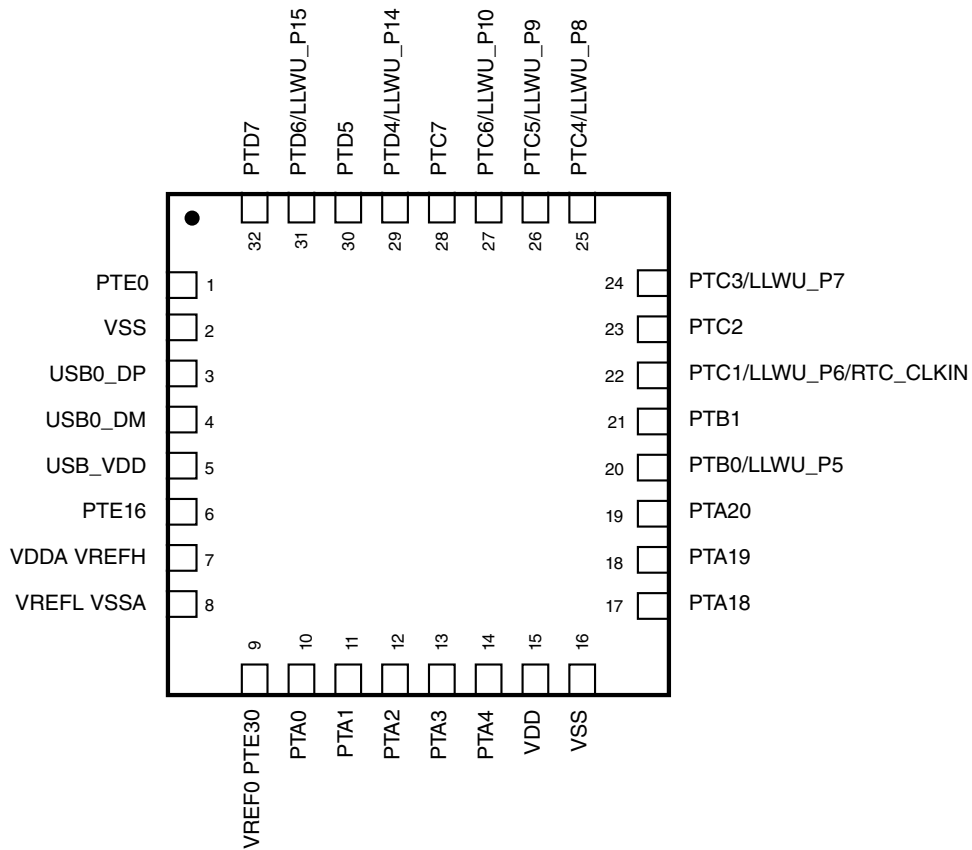 PTD7
PTD6/LLWU_P15
PTD5
PTD4/LLWU_P14
PTC7
PTC6/LLWU_P10
PTC5/LLWU_P9
PTC4/LLWU_P8
32
31
30
29
28
27
26
25
PTE0 1
VSS 2
USB0_DP 3
USB0_DM 4
USB_VDD 5
PTE16 6
VDDA VREFH 7
VREFL VSSA 8
24 PTC3/LLWU_P7
23 PTC2
22 PTC1/LLWU_P6/RTC_CLKIN
21 PTB1
20 PTB0/LLWU_P5
19 PTA20
18 PTA19
17 PTA18
9
10
11
12
13
14
15
16
VREF0 PTE30
PTA0
PTA1
PTA2
PTA3
PTA4
VDD
VSS